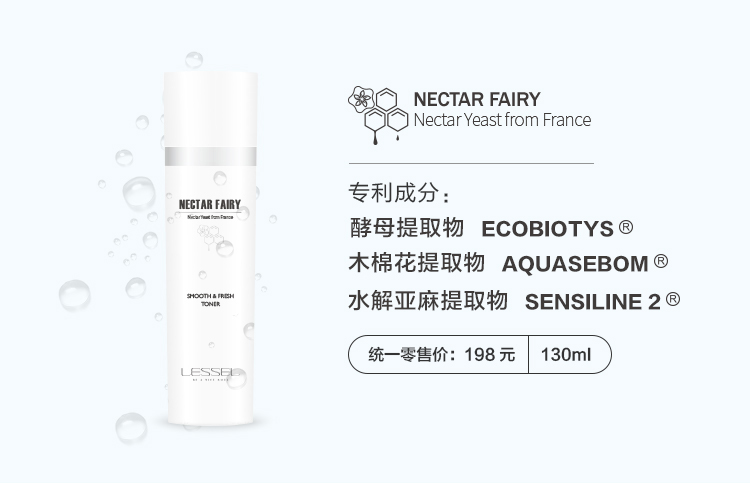 NECTAR FAIRY
Nectar Yeast from France
专利成分：
酵母提取物 ECOBIOTYS®
木棉花提取物 AQUASEBOM®
水解亚麻提取物 SENSILINE 2®
统一零售价：198 元 130ml
NECTAR FAIRY
Nectar Yeast from France
SMOOTH & FRESH
TONER
LESSEL